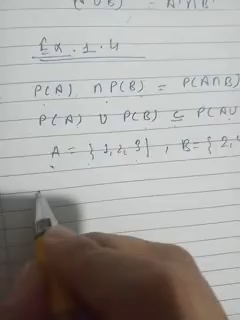 ∪B) = A∩B
Ex. 1.4
P(A) ∩ P(B) = P(A∩B
P(A) ∪ P(B) ⊆ P(A∪
A = { 1, 2, 3 } , B = { 2,